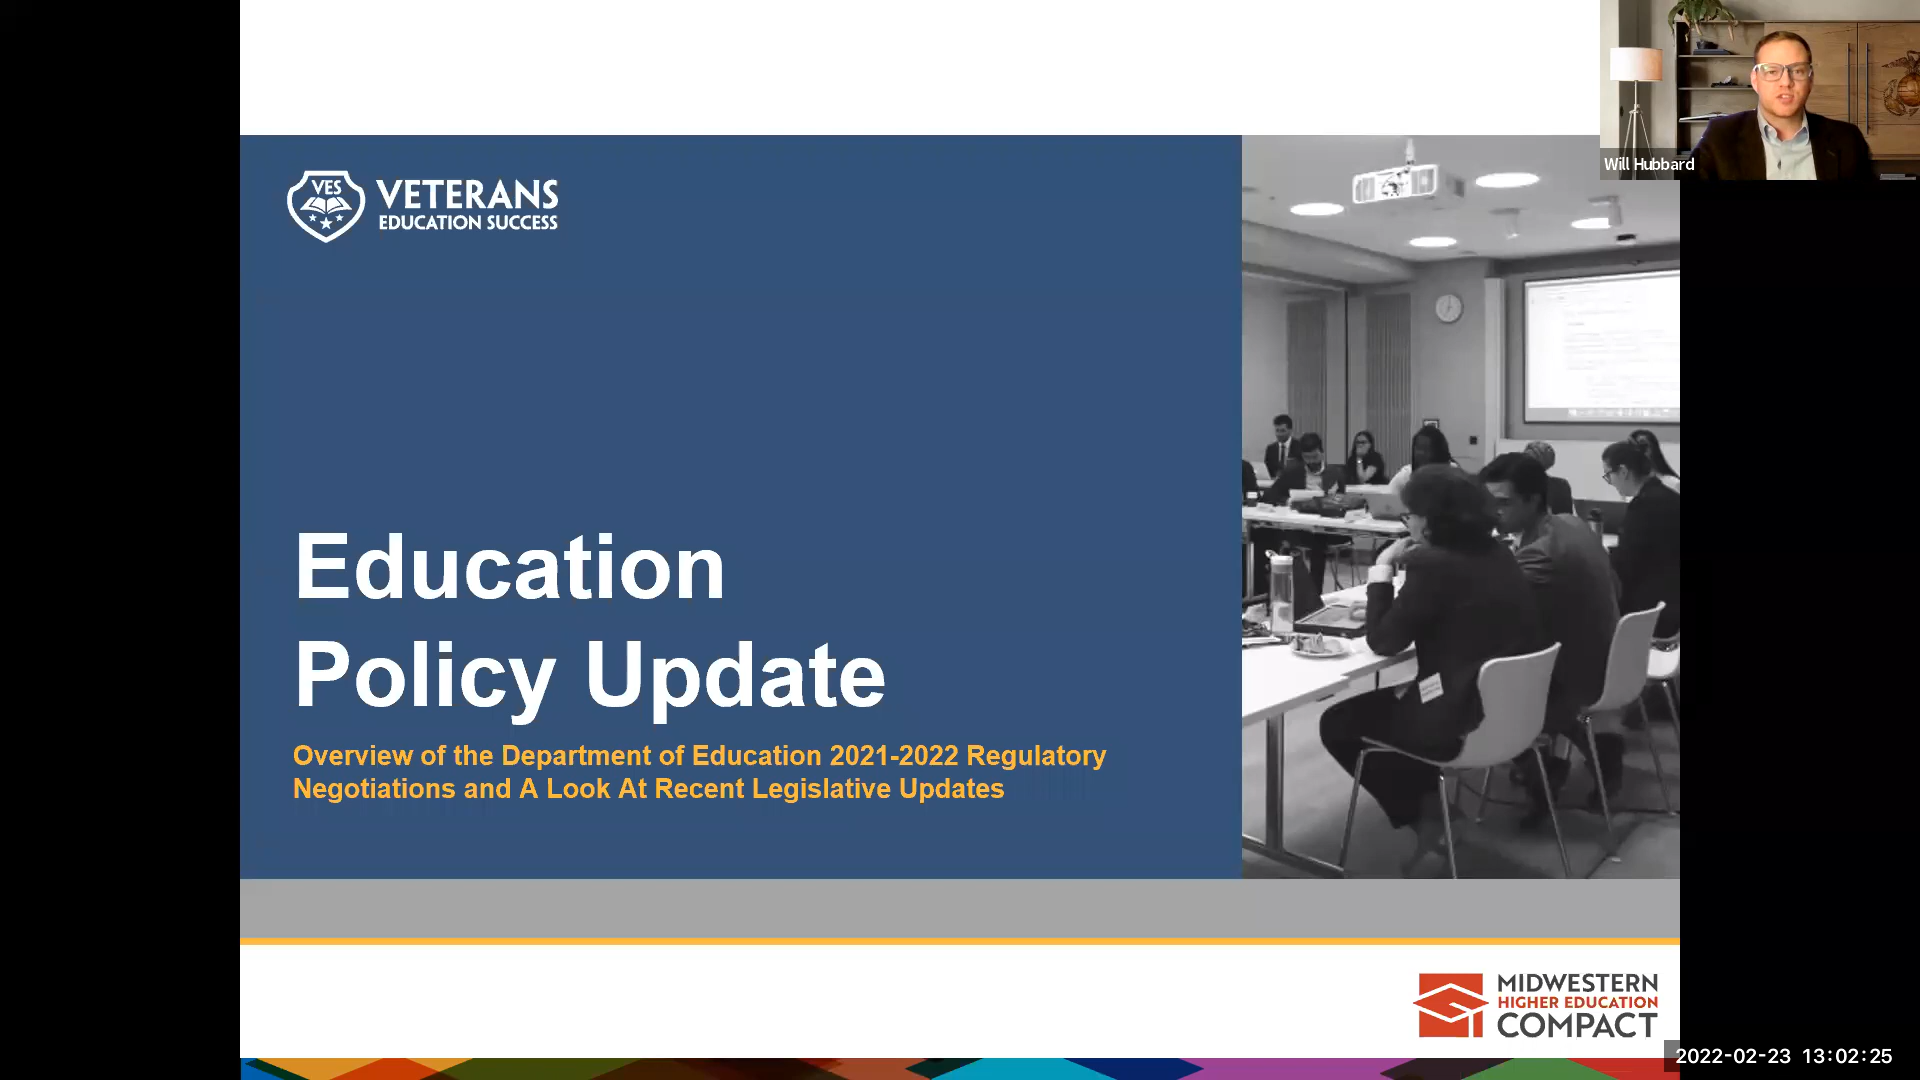 Will Hubbard
VES
VETERANS
EDUCATION SUCCESS
Education
Policy Update
Overview of the Department of Education 2021-2022 Regulatory
Negotiations and A Look At Recent Legislative Updates
MIDWESTERN
HIGHER EDUCATION
COMPACT
2022-02-23 13:02:25